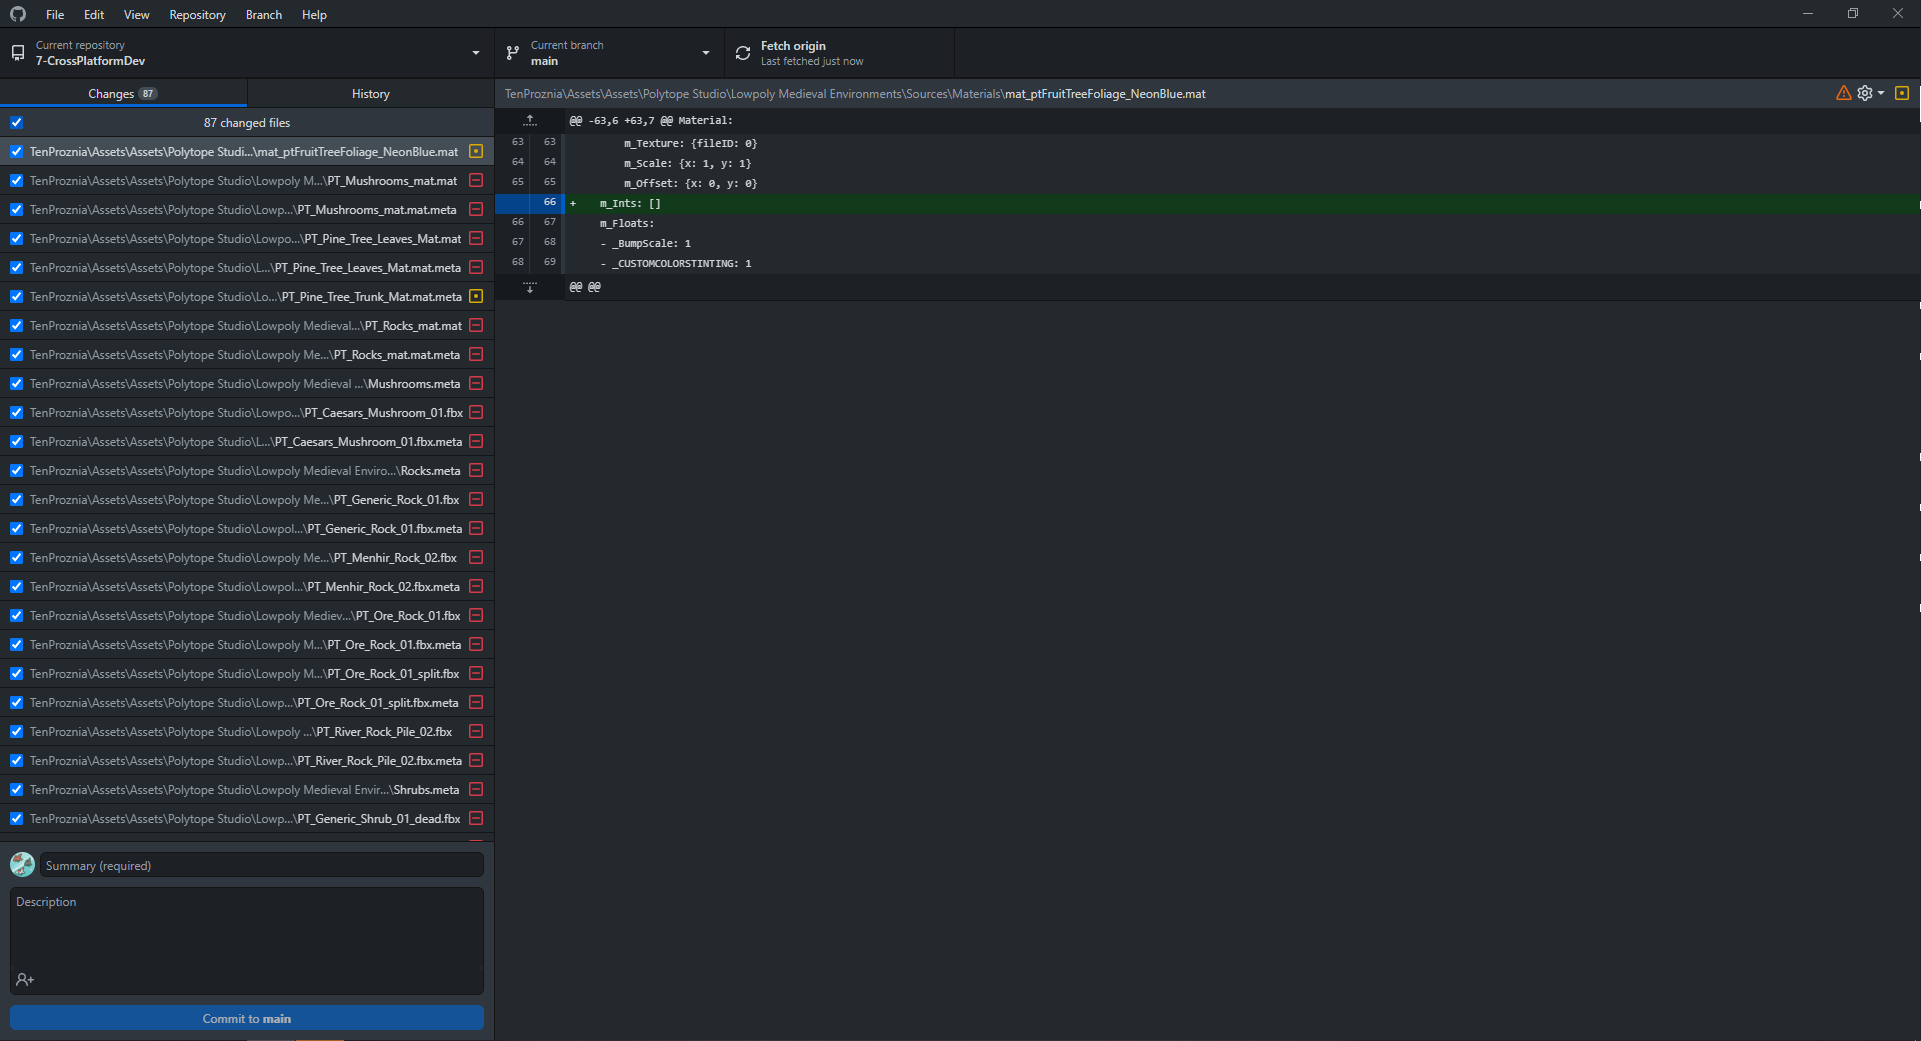 File Edit View Repository Branch Help
Current repository
7-CrossPlatformDev
Current branch
main
Fetch origin
Last fetched just now
Changes 87
History
87 changed files
TenProznia\Assets\Assets\Polytope Studi...\mat_ptFruitTreeFoliage_NeonBlue.mat
TenProznia\Assets\Assets\Polytope Studio\Lowpoly M...\PT_Mushrooms_mat.mat
TenProznia\Assets\Assets\Polytope Studio\Lowp...\PT_Mushrooms_mat.mat.meta
TenProznia\Assets\Assets\Polytope Studio\Lowpo...\PT_Pine_Tree_Leaves_Mat.mat
TenProznia\Assets\Assets\Polytope Studio\L...\PT_Pine_Tree_Leaves_Mat.mat.meta
TenProznia\Assets\Assets\Polytope Studio\Lo...\PT_Pine_Tree_Trunk_Mat.mat.meta
TenProznia\Assets\Assets\Polytope Studio\Lowpoly Medieval...\PT_Rocks_mat.mat
TenProznia\Assets\Assets\Polytope Studio\Lowpoly Me...\PT_Rocks_mat.mat.meta
TenProznia\Assets\Assets\Polytope Studio\Lowpoly Medieval ...\Mushrooms.meta
TenProznia\Assets\Assets\Polytope Studio\Lowpo...\PT_Caesars_Mushroom_01.fbx
TenProznia\Assets\Assets\Polytope Studio\L...\PT_Caesars_Mushroom_01.fbx.meta
TenProznia\Assets\Assets\Polytope Studio\Lowpoly Medieval Enviro...\Rocks.meta
TenProznia\Assets\Assets\Polytope Studio\Lowpoly Me...\PT_Generic_Rock_01.fbx
TenProznia\Assets\Assets\Polytope Studio\Lowpol...\PT_Generic_Rock_01.fbx.meta
TenProznia\Assets\Assets\Polytope Studio\Lowpoly Me...\PT_Menhir_Rock_02.fbx
TenProznia\Assets\Assets\Polytope Studio\Lowpol...\PT_Menhir_Rock_02.fbx.meta
TenProznia\Assets\Assets\Polytope Studio\Lowpoly Mediev...\PT_Ore_Rock_01.fbx
TenProznia\Assets\Assets\Polytope Studio\Lowpoly M...\PT_Ore_Rock_01.fbx.meta
TenProznia\Assets\Assets\Polytope Studio\Lowpoly M...\PT_Ore_Rock_01_split.fbx
TenProznia\Assets\Assets\Polytope Studio\Lowp...\PT_Ore_Rock_01_split.fbx.meta
TenProznia\Assets\Assets\Polytope Studio\Lowpoly ...\PT_River_Rock_Pile_02.fbx
TenProznia\Assets\Assets\Polytope Studio\Lowp...\PT_River_Rock_Pile_02.fbx.meta
TenProznia\Assets\Assets\Polytope Studio\Lowpoly Medieval Envir...\Shrubs.meta
TenProznia\Assets\Assets\Polytope Studio\Lowp...\PT_Generic_Shrub_01_dead.fbx
Summary (required)
Description
Commit to main
TenProznia\Assets\Assets\Polytope Studio\Lowpoly Medieval Environments\Sources\Materials\mat_ptFruitTreeFoliage_NeonBlue.mat
@@ -63,6 +63,7 @@ Material:
63 63 m_Texture: {fileID: 0}
64 64 m_Scale: {x: 1, y: 1}
65 65 m_Offset: {x: 0, y: 0}
66 + m_Ints: []
66 67 m_Floats:
67 68 - _BumpScale: 1
68 69 - _CUSTOMCOLORSTINTING: 1
@@ @@